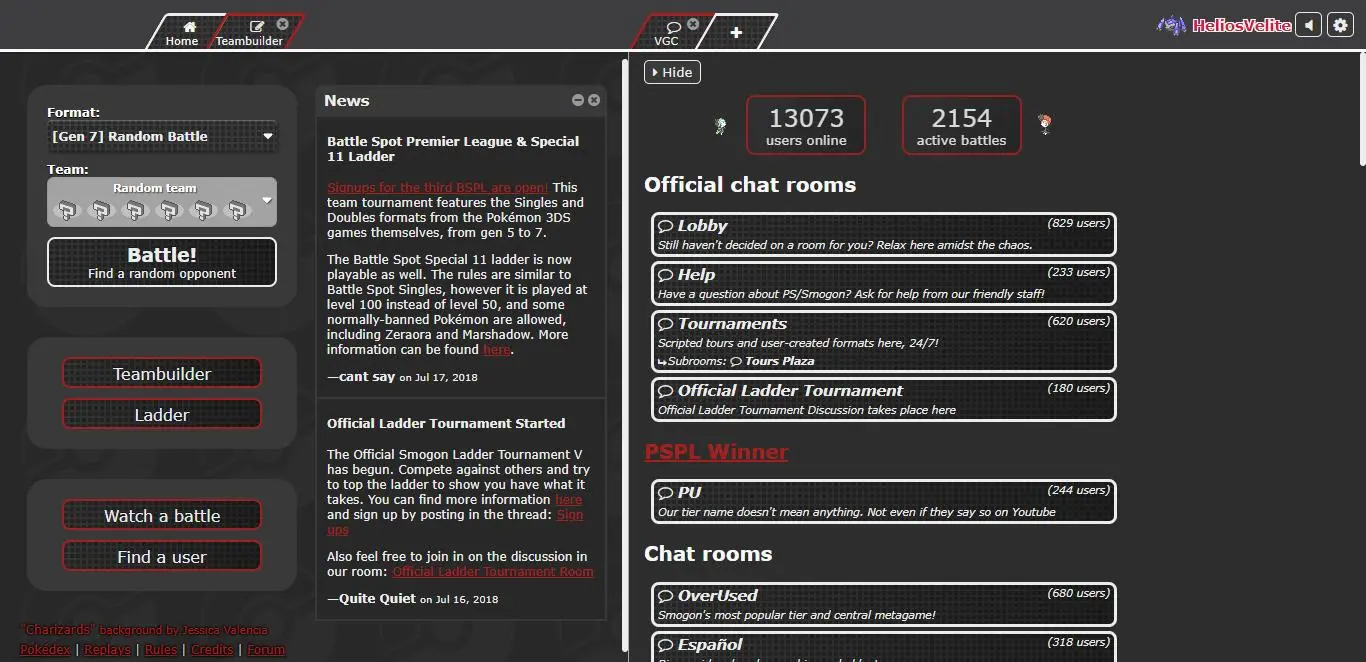 Home
Teambuilder
VGC
+
HeliosVelite
Format:
[Gen 7] Random Battle
Team:
Random team
Battle!
Find a random opponent
Teambuilder
Ladder
Watch a battle
Find a user
"Charizards" background by Jessica Valencia
Pokédex | Replays | Rules | Credits | Forum
News
Battle Spot Premier League & Special
11 Ladder
Signups for the third BSPL are open! This
team tournament features the Singles and
Doubles formats from the Pokémon 3DS
games themselves, from gen 5 to 7.
The Battle Spot Special 11 ladder is now
playable as well. The rules are similar to
Battle Spot Singles, however it is played at
level 100 instead of level 50, and some
normally-banned Pokémon are allowed,
including Zeraora and Marshadow. More
information can be found here.
—cant say on Jul 17, 2018
Official Ladder Tournament Started
The Official Smogon Ladder Tournament V
has begun. Compete against others and try
to top the ladder to show you have what it
takes. You can find more information here
and sign up by posting in the thread: Sign
ups
Also feel free to join in on the discussion in
our room: Official Ladder Tournament Room
—Quite Quiet on Jul 16, 2018
Hide
13073
users online
2154
active battles
Official chat rooms
Lobby (829 users)
Still haven't decided on a room for you? Relax here amidst the chaos.
Help (233 users)
Have a question about PS/Smogon? Ask for help from our friendly staff!
Tournaments (620 users)
Scripted tours and user-created formats here, 24/7!
Subrooms: Tours Plaza
Official Ladder Tournament (180 users)
Official Ladder Tournament Discussion takes place here
PSPL Winner
PU (244 users)
Our tier name doesn't mean anything. Not even if they say so on Youtube
Chat rooms
OverUsed (680 users)
Smogon's most popular tier and central metagame!
Español (318 users)